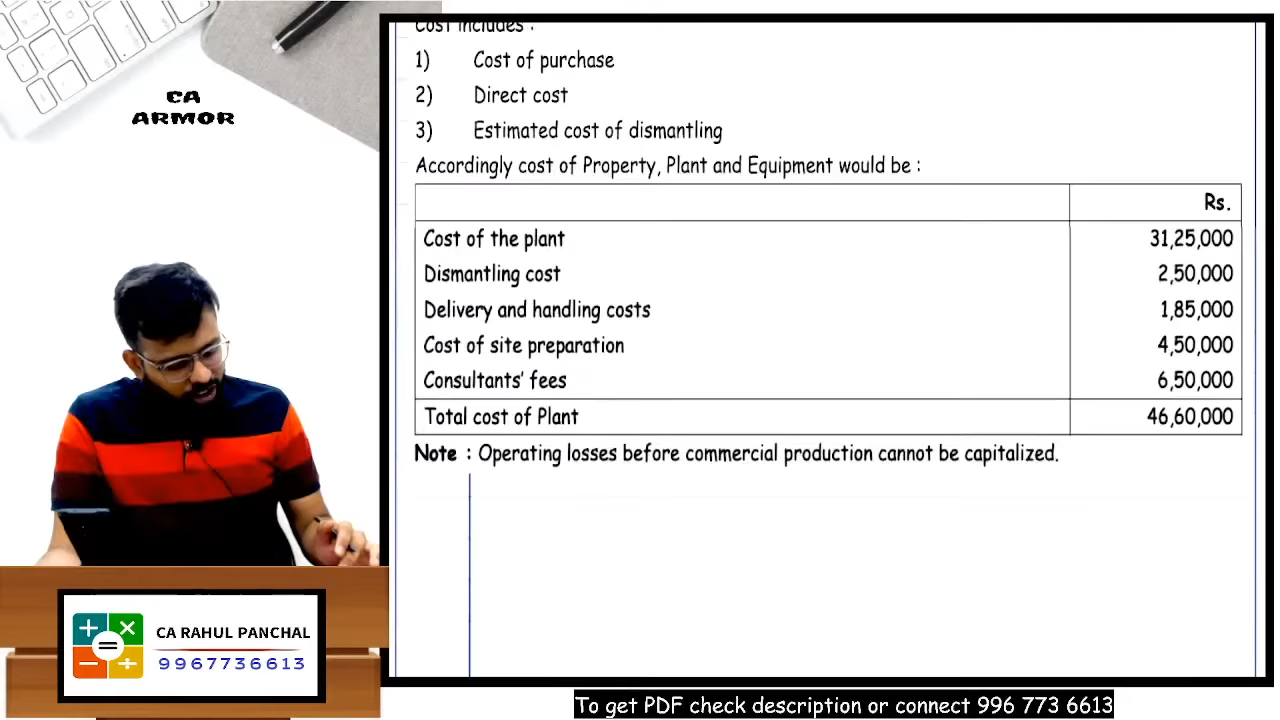 CA
ARMOR
Cost includes :
1) Cost of purchase
2) Direct cost
3) Estimated cost of dismantling
Accordingly cost of Property, Plant and Equipment would be :
Rs.
Cost of the plant 31,25,000
Dismantling cost 2,50,000
Delivery and handling costs 1,85,000
Cost of site preparation 4,50,000
Consultants' fees 6,50,000
Total cost of Plant 46,60,000
Note : Operating losses before commercial production cannot be capitalized.
CA RAHUL PANCHAL
9967736613
To get PDF check description or connect 996 773 6613